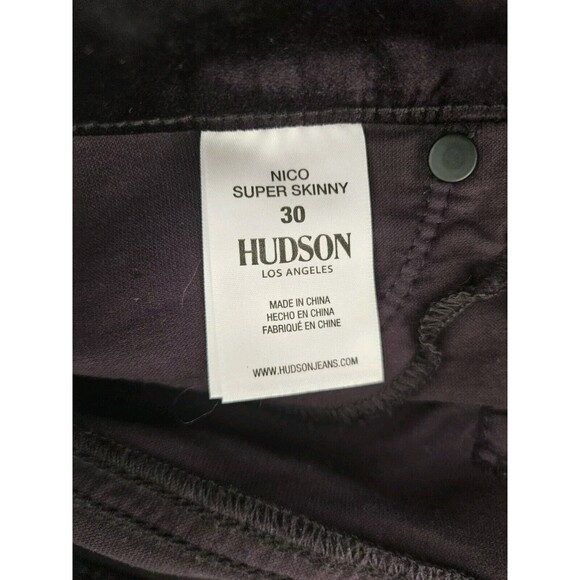 NICO
SUPER SKINNY
30
HUDSON
LOS ANGELES
MADE IN CHINA
HECHO EN CHINA
FABRIQUÉ EN CHINE
WWW.HUDSONJEANS.COM